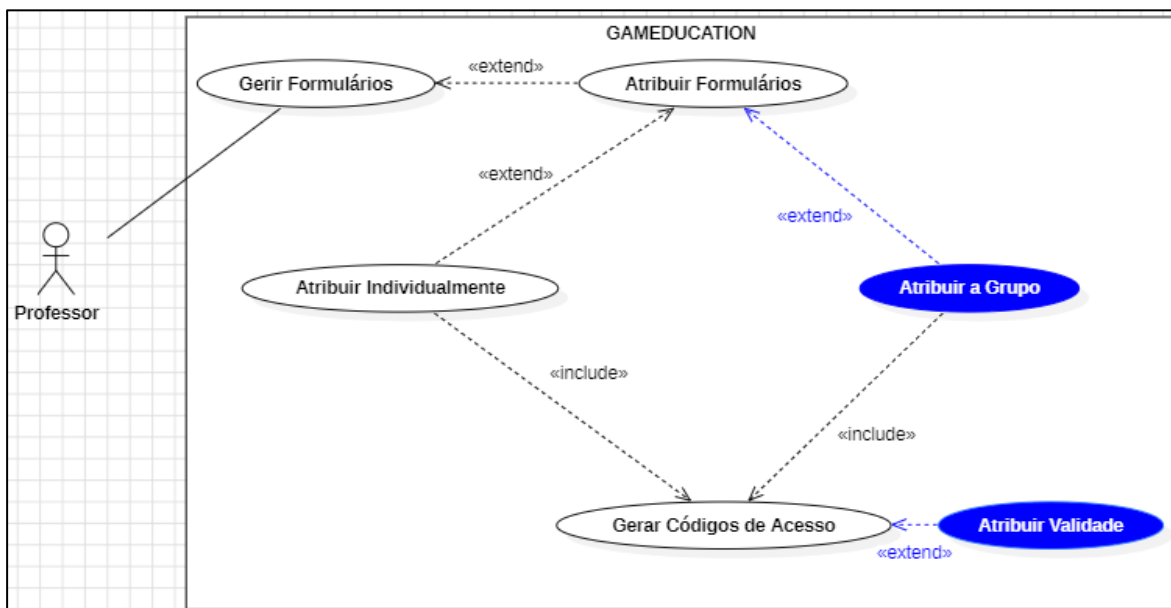 GAMEDUCATION
«extend»
Gerir Formulários
Atribuir Formulários
«extend»
«extend»
Professor
Atribuir Individualmente
Atribuir a Grupo
«include»
«include»
Gerar Códigos de Acesso
Atribuir Validade
«extend»